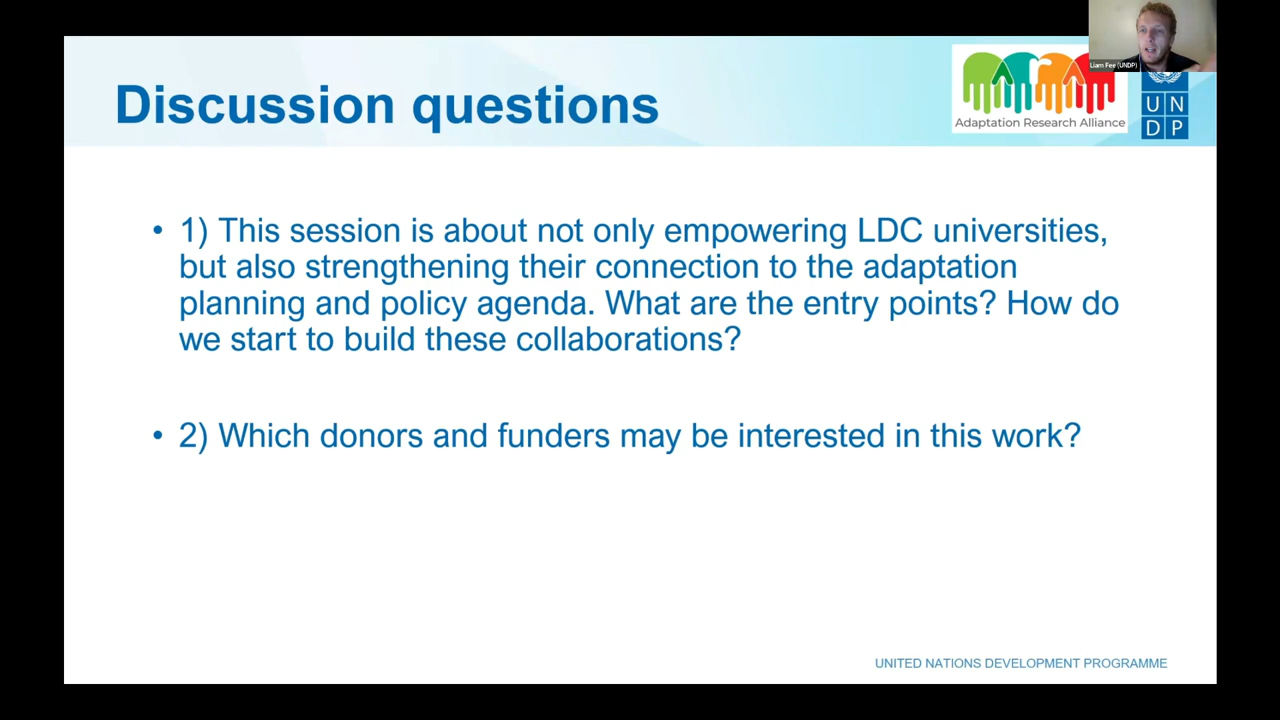 Liam Fee (UNDP)
Discussion questions
Adaptation Research Alliance
UN
DP
• 1) This session is about not only empowering LDC universities,
but also strengthening their connection to the adaptation
planning and policy agenda. What are the entry points? How do
we start to build these collaborations?
• 2) Which donors and funders may be interested in this work?
UNITED NATIONS DEVELOPMENT PROGRAMME